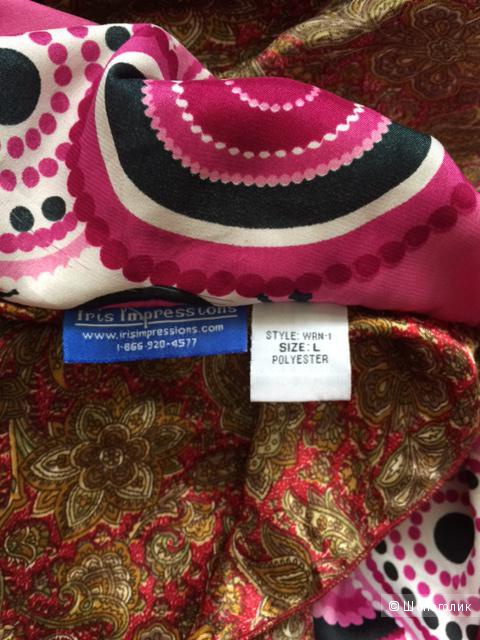 Iris Impressions
www.irisimpressions.com
1-866-920-4577
STYLE: WRN-1
SIZE: L
POLYESTER
© Шопоголик